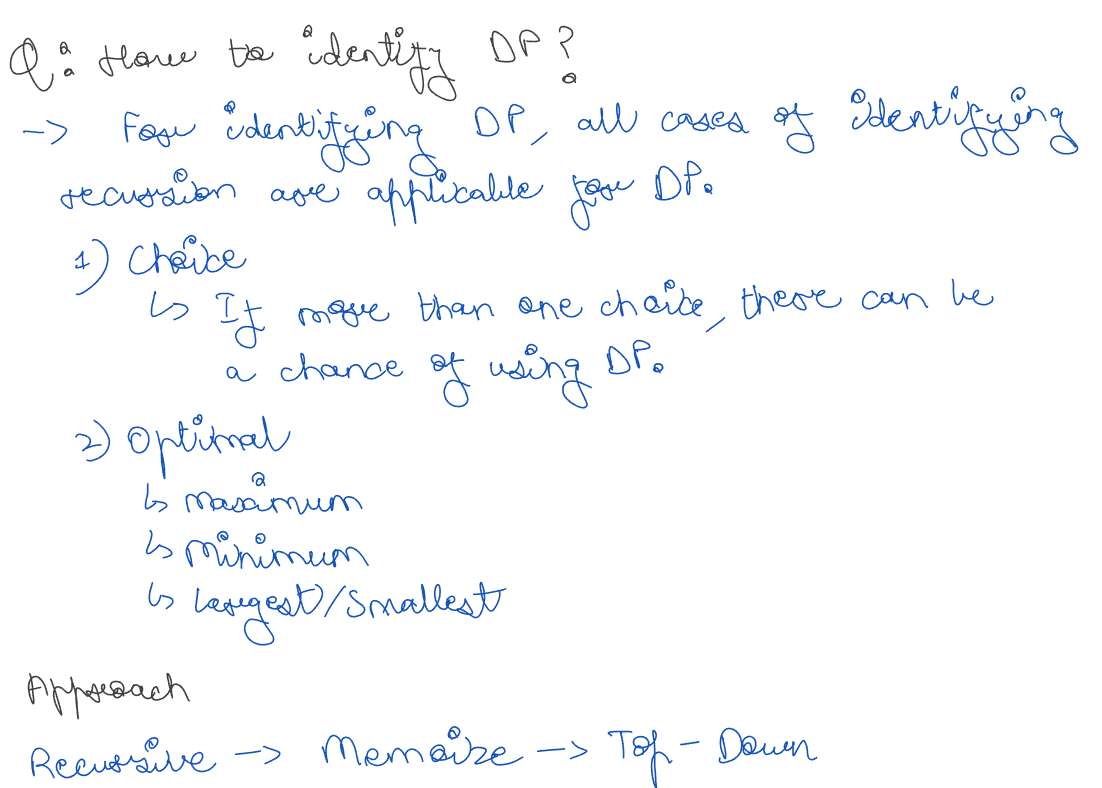 Q: How to identify DP?
-> For identifying DP, all cases of identifying
recursion are applicable for DP.
1) Choice
↳ If more than one choice, there can be
a chance of using DP.
2) Optimal
↳ Maximum
↳ Minimum
↳ Largest/Smallest
Approach
Recursive -> Memoize -> Top-Down